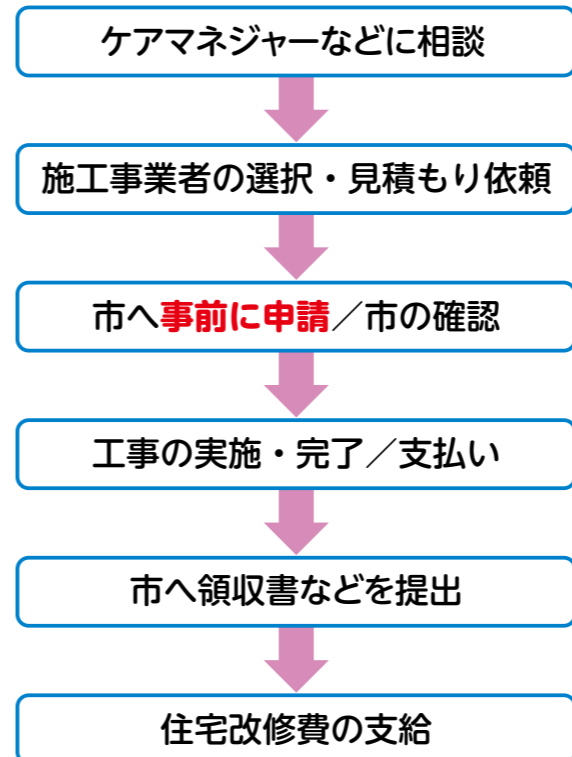 ケアマネジャーなどに相談
施工事業者の選択・見積もり依頼
市へ事前に申請／市の確認
工事の実施・完了／支払い
市へ領収書などを提出
住宅改修費の支給